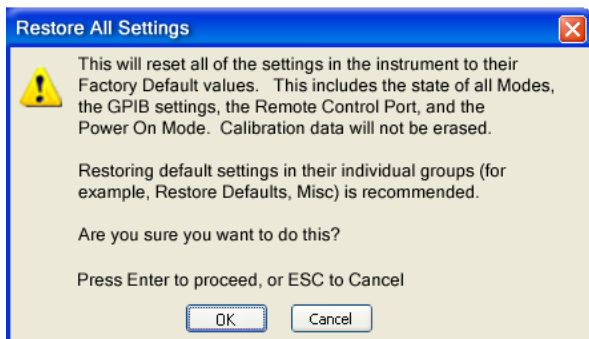 Restore All Settings
This will reset all of the settings in the instrument to their
Factory Default values. This includes the state of all Modes,
the GPIB settings, the Remote Control Port, and the
Power On Mode. Calibration data will not be erased.
Restoring default settings in their individual groups (for
example, Restore Defaults, Misc) is recommended.
Are you sure you want to do this?
Press Enter to proceed, or ESC to Cancel
OK Cancel